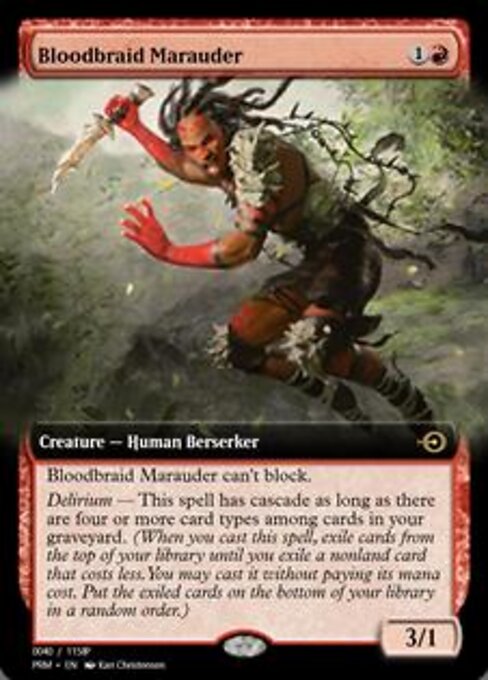 Bloodbraid Marauder 1
Creature — Human Berserker
Bloodbraid Marauder can't block.
Delirium — This spell has cascade as long as there
are four or more card types among cards in your
graveyard. (When you cast this spell, exile cards from
the top of your library until you exile a nonland card
that costs less. You may cast it without paying its mana
cost. Put the exiled cards on the bottom of your library
in a random order.)
3/1
PRM • EN Kari Christensen